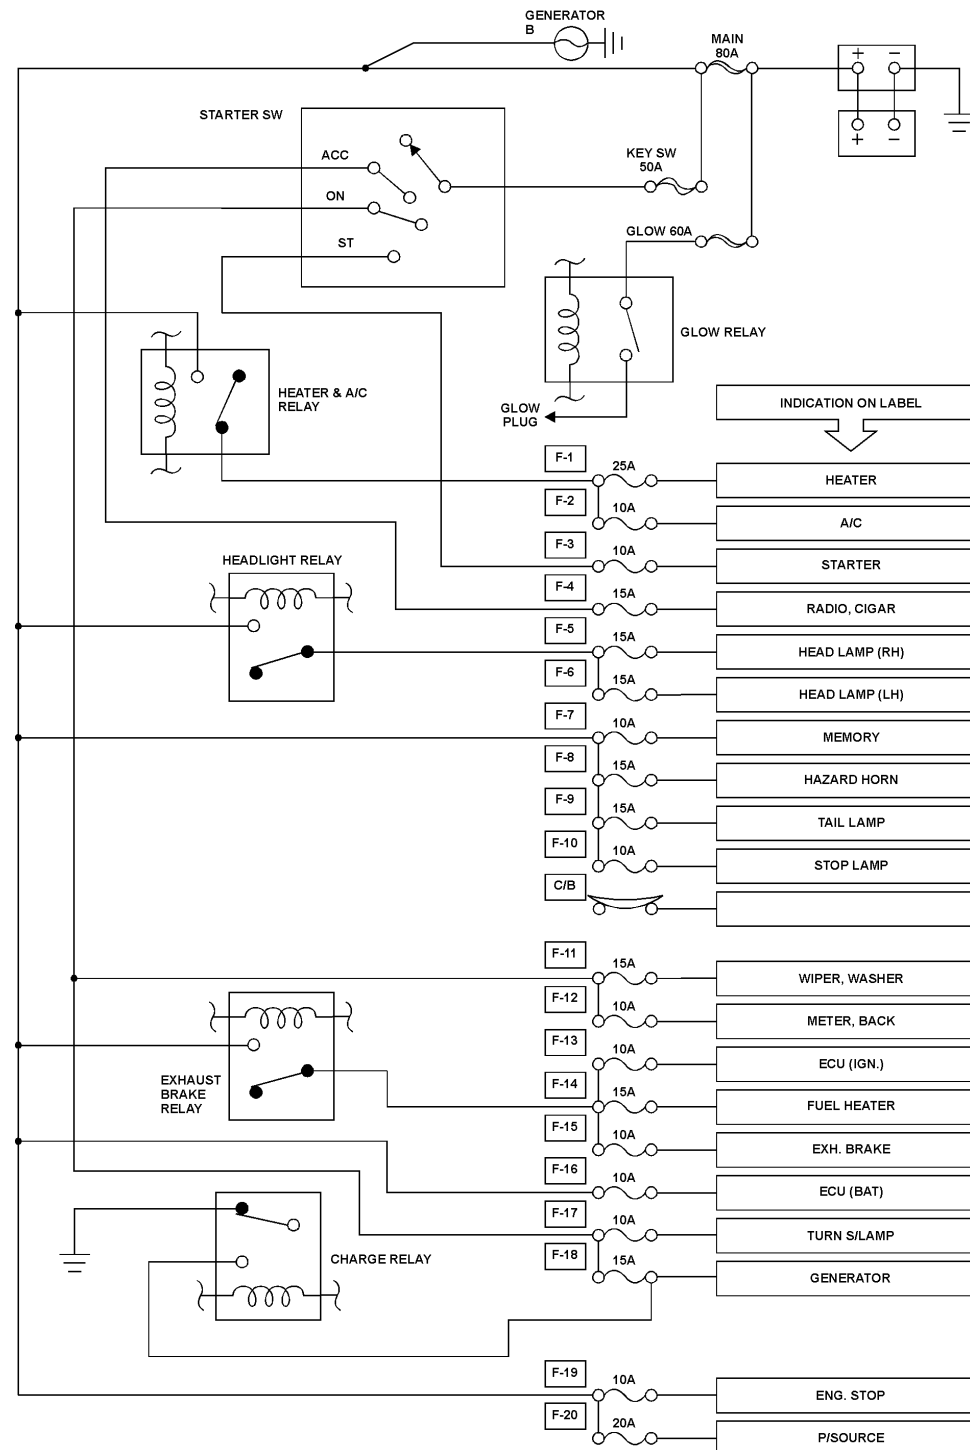 GENERATOR
B
MAIN
80A
+ −
+ −
STARTER SW
ACC
ON
ST
KEY SW
50A
GLOW 60A
GLOW RELAY
GLOW
PLUG
HEATER & A/C
RELAY
INDICATION ON LABEL
F-1 25A HEATER
F-2 10A A/C
F-3 10A STARTER
HEADLIGHT RELAY
F-4 15A RADIO, CIGAR
F-5 15A HEAD LAMP (RH)
F-6 15A HEAD LAMP (LH)
F-7 10A MEMORY
F-8 15A HAZARD HORN
F-9 15A TAIL LAMP
F-10 10A STOP LAMP
C/B
F-11 15A WIPER, WASHER
F-12 10A METER, BACK
F-13 10A ECU (IGN.)
EXHAUST
BRAKE
RELAY
F-14 15A FUEL HEATER
F-15 10A EXH. BRAKE
F-16 10A ECU (BAT)
F-17 10A TURN S/LAMP
CHARGE RELAY
F-18 15A GENERATOR
F-19 10A ENG. STOP
F-20 20A P/SOURCE